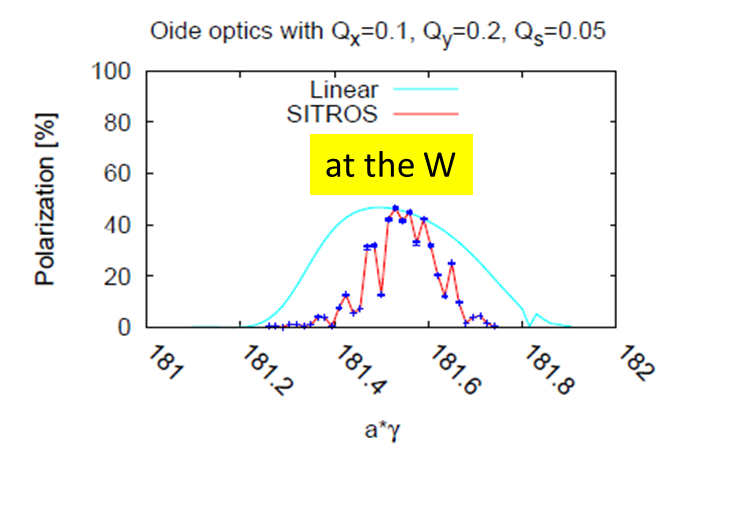 Oide optics with Qx=0.1, Qy=0.2, Qs=0.05
Polarization [%]
100
80
60
40
20
0
Linear
SITROS
at the W
181
181.2
181.4
181.6
181.8
182
a*γ